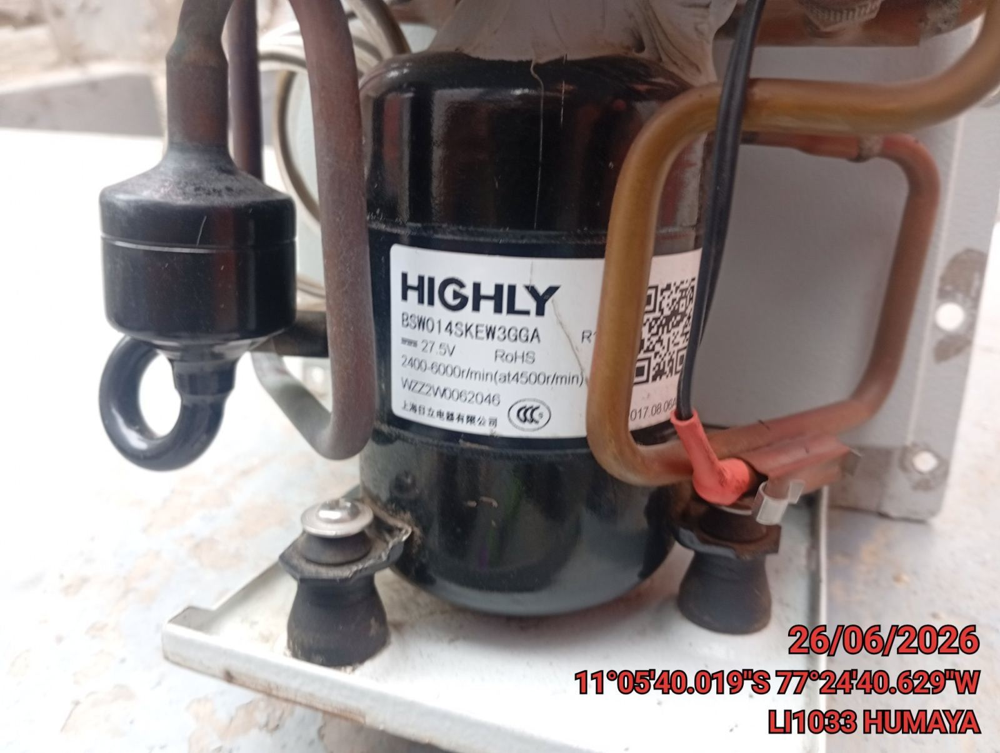 HIGHLY
BSW014SKEW3GGA
27.5V RoHS
2400-6000r/min(at4500r/min)
WZZ2W0062046
上海日立电器有限公司 CCC S
017.08.06
26/06/2026
11°05'40.019"S 77°24'40.629"W
LI1033 HUMAYA